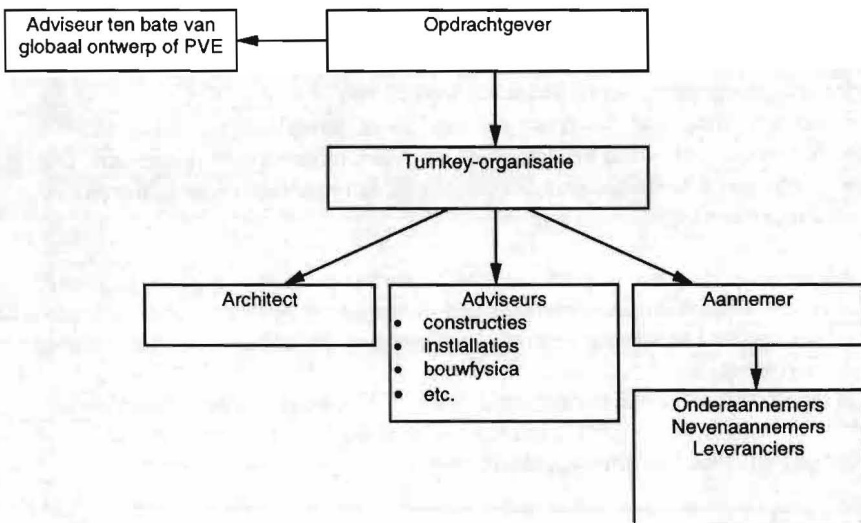 Adviseur ten bate van
globaal ontwerp of PVE
Opdrachtgever
Turnkey-organisatie
Architect
Adviseurs
• constructies
• instlallaties
• bouwfysica
• etc.
Aannemer
Onderaannemers
Nevenaannemers
Leveranciers